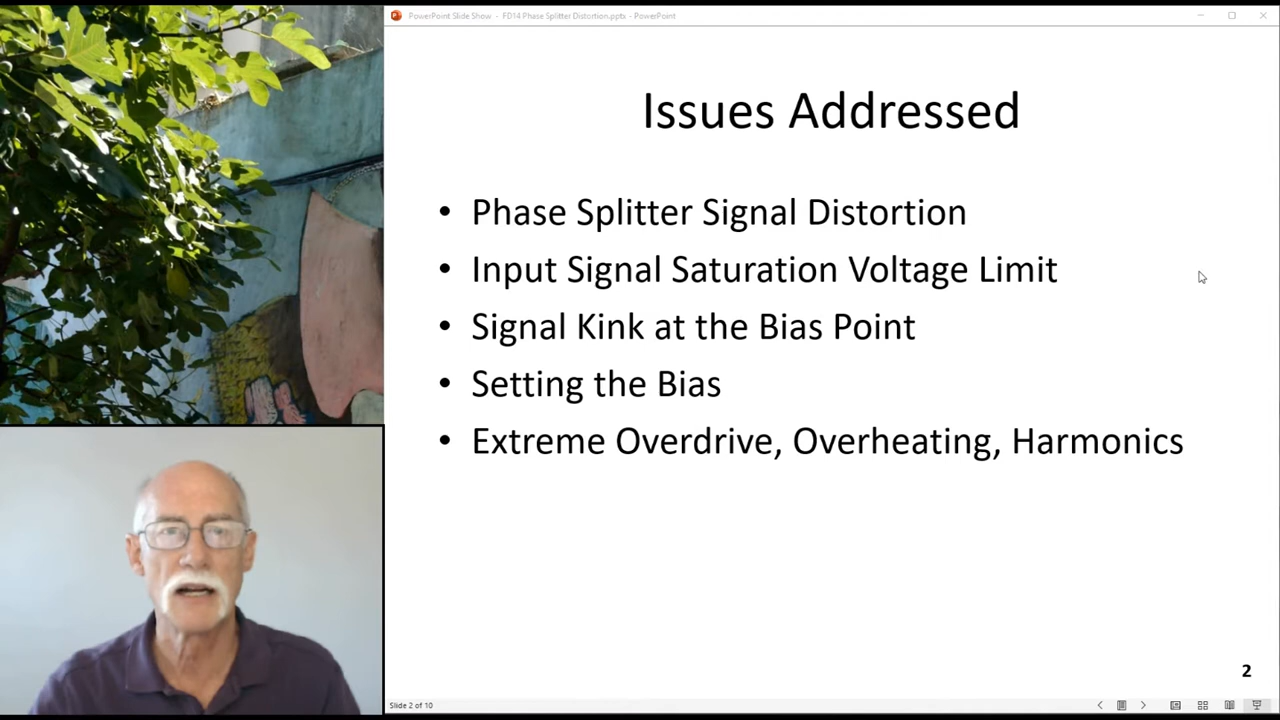 PowerPoint Slide Show - FD14 Phase Splitter Distortion.pptx - PowerPoint
Issues Addressed
• Phase Splitter Signal Distortion
• Input Signal Saturation Voltage Limit
• Signal Kink at the Bias Point
• Setting the Bias
• Extreme Overdrive, Overheating, Harmonics
2
Slide 2 of 10